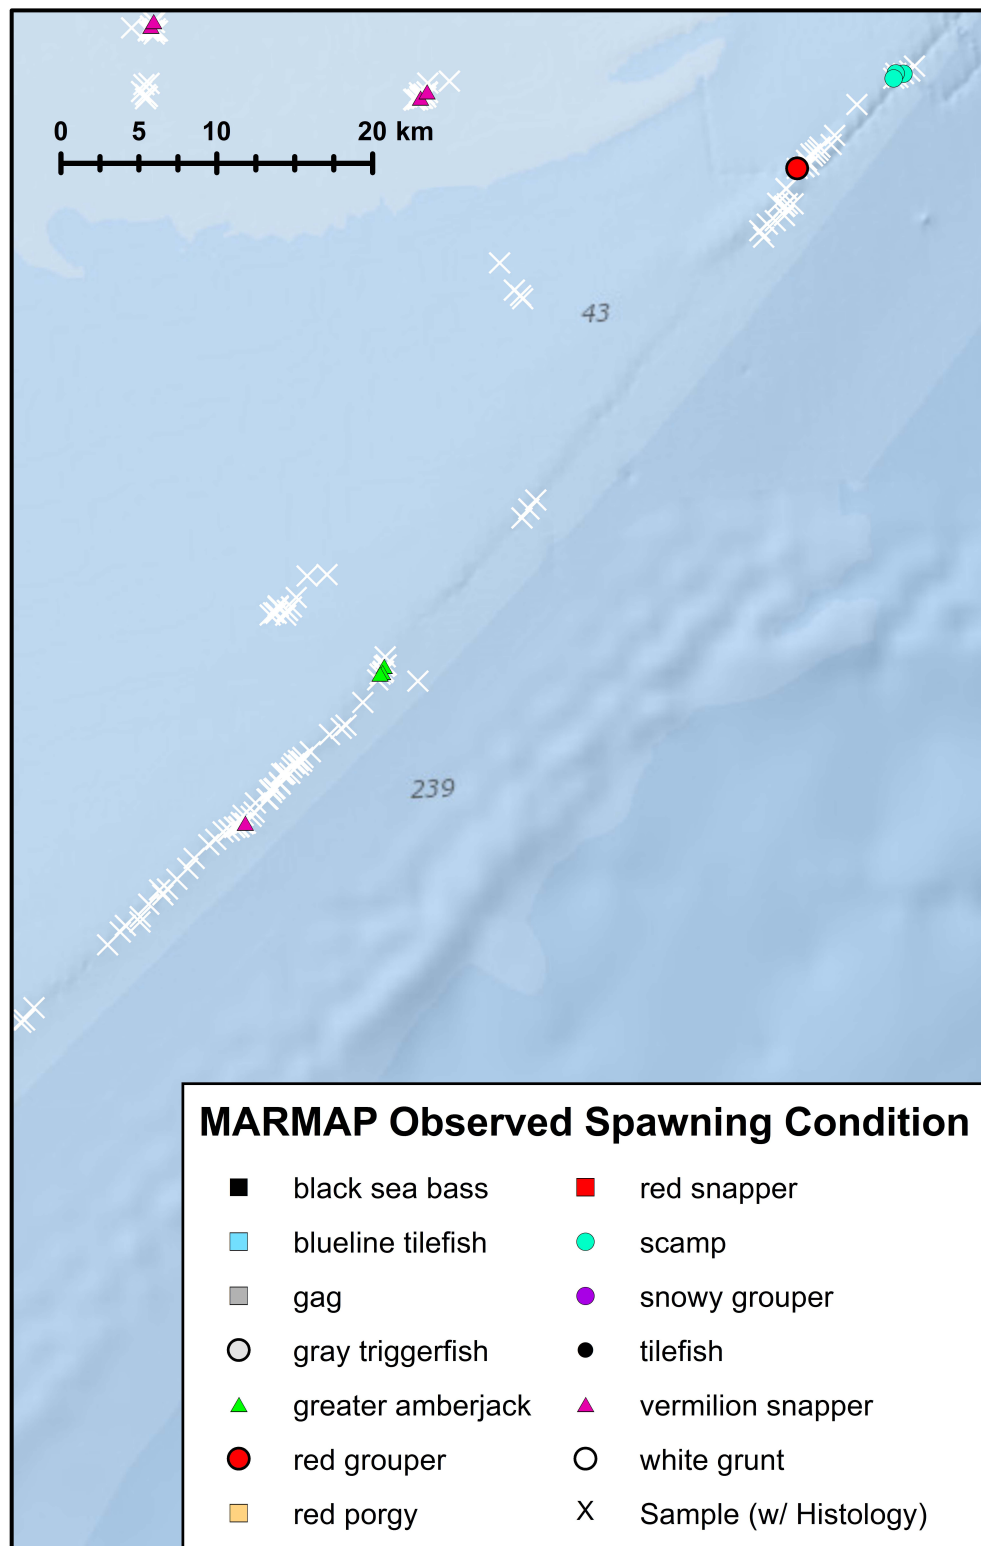 0 5 10 20 km
43
239
MARMAP Observed Spawning Condition
black sea bass
blueline tilefish
gag
gray triggerfish
greater amberjack
red grouper
red porgy
red snapper
scamp
snowy grouper
tilefish
vermilion snapper
white grunt
X Sample (w/ Histology)